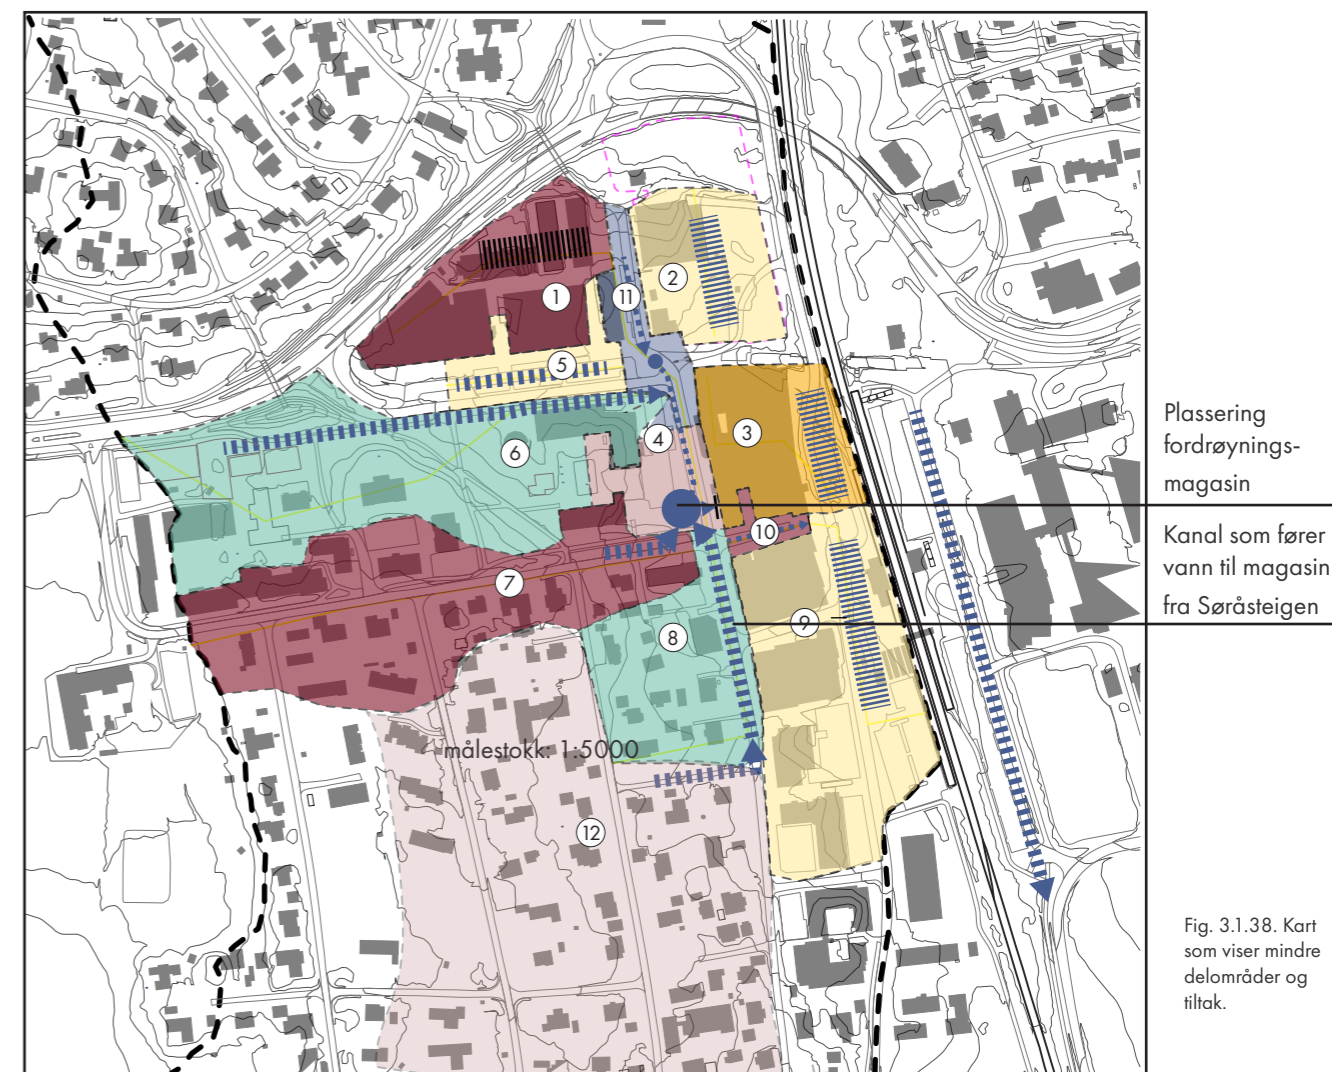 1
2
11
5
3
4
6
10
7
8
9
målestokk: 1:5000
12
Plassering
fordrøynings-
magasin
Kanal som fører
vann til magasin
fra Søråsteigen
Fig. 3.1.38. Kart
som viser mindre
delområder og
tiltak.